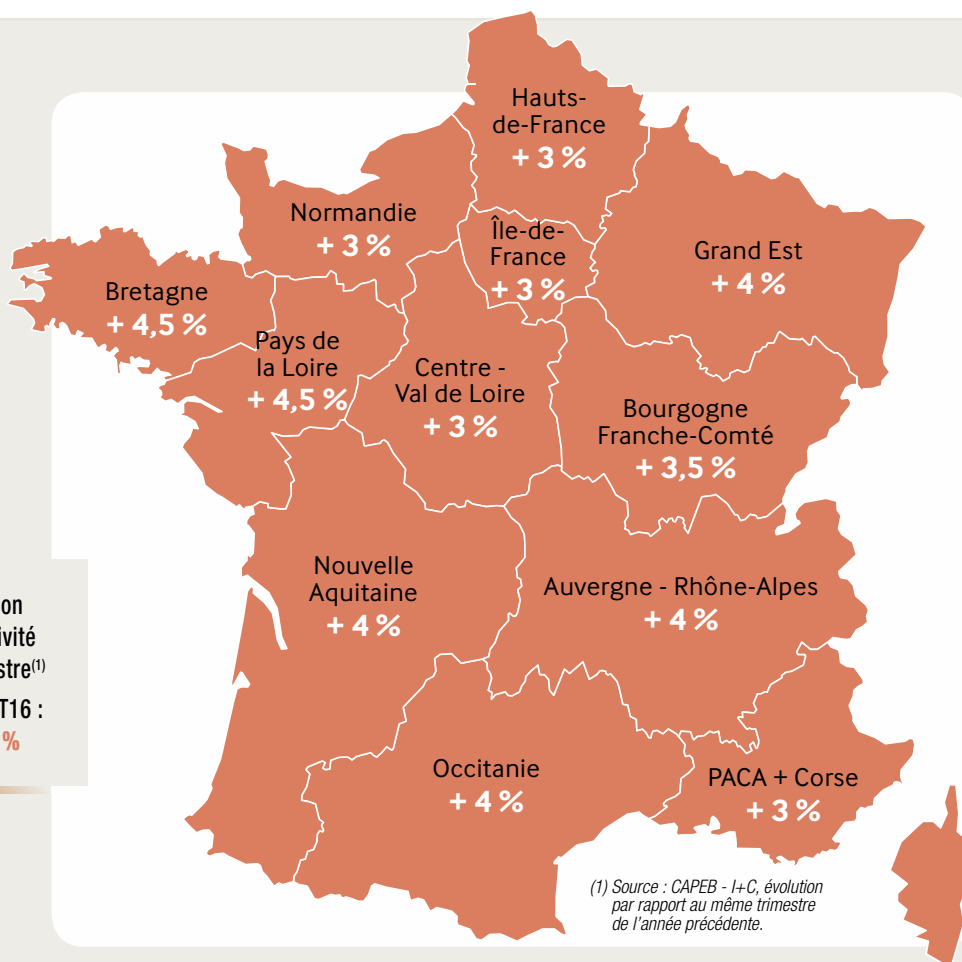 Hauts-
de-France
+ 3 %
Normandie
+ 3 %
Île-de-
France
+ 3 %
Grand Est
+ 4 %
Bretagne
+ 4,5 %
Pays de
la Loire
+ 4,5 %
Centre -
Val de Loire
+ 3 %
Bourgogne
Franche-Comté
+ 3,5 %
Nouvelle
Aquitaine
+ 4 %
Auvergne - Rhône-Alpes
+ 4 %
Occitanie
+ 4 %
PACA + Corse
+ 3 %
on
ivité
stre(1)
T16 :
%
(1) Source : CAPEB - I+C, évolution
par rapport au même trimestre
de l'année précédente.